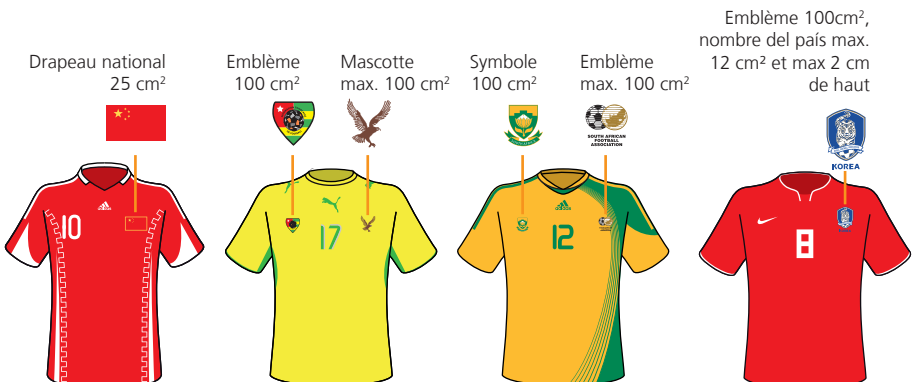 Drapeau national
25 cm²
Emblème
100 cm²
Mascotte
max. 100 cm²
Symbole
100 cm²
Emblème
max. 100 cm²
Emblème 100cm²,
nombre del país max.
12 cm² et max 2 cm
de haut
SOUTH AFRICAN
FOOTBALL
ASSOCIATION
KOREA
10
adidas
17
adidas
12
8